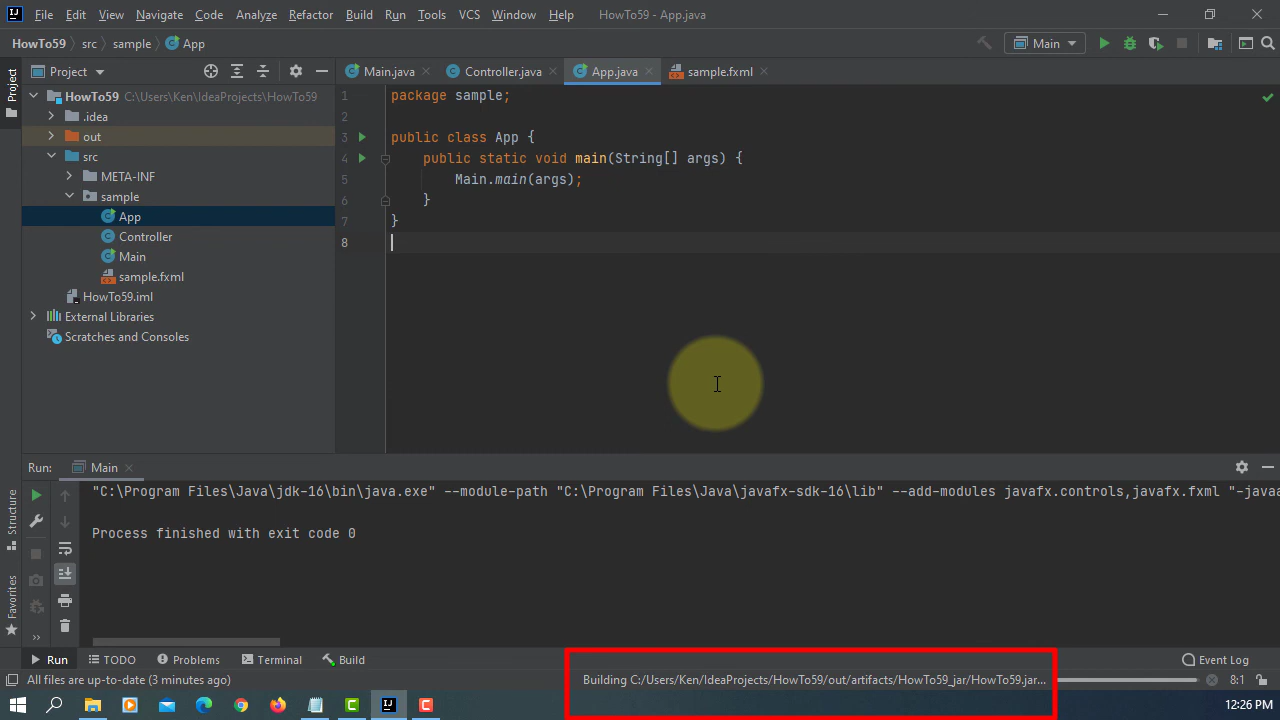 IJ File Edit View Navigate Code Analyze Refactor Build Run Tools VCS Window Help HowTo59 - App.java
HowTo59 src sample App Main
Project
Project
Main.java Controller.java App.java sample.fxml
HowTo59 C:\Users\Ken\IdeaProjects\HowTo59
.idea
out
src
META-INF
sample
App
Controller
Main
sample.fxml
HowTo59.iml
External Libraries
Scratches and Consoles
1 package sample;
2
3 public class App {
4 public static void main(String[] args) {
5 Main.main(args);
6 }
7 }
8
Run: Main
"C:\Program Files\Java\jdk-16\bin\java.exe" --module-path "C:\Program Files\Java\javafx-sdk-16\lib" --add-modules javafx.controls,javafx.fxml "-java
Process finished with exit code 0
Structure
Favorites
Run TODO Problems Terminal Build Event Log
All files are up-to-date (3 minutes ago) Building C:/Users/Ken/IdeaProjects/HowTo59/out/artifacts/HowTo59_jar/HowTo59.jar... 8:1
12:26 PM